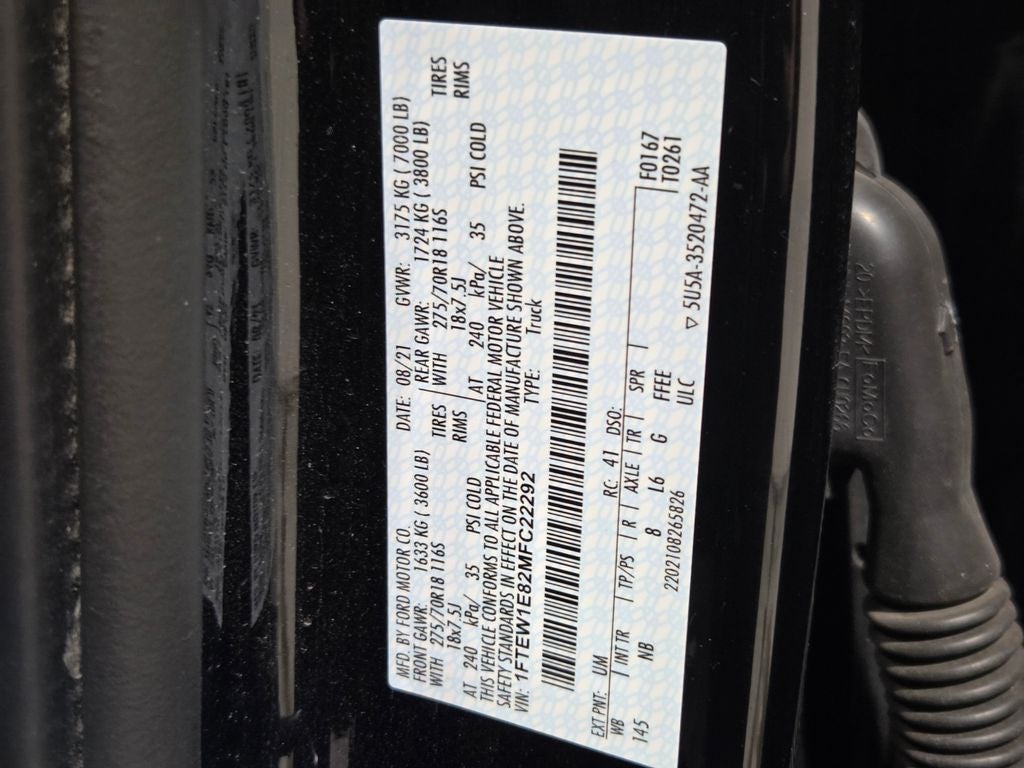 MFD. BY FORD MOTOR CO. DATE: 08/21 GVWR: 3175 KG ( 7000 LB)
FRONT GAWR: 1633 KG ( 3600 LB) REAR GAWR: 1724 KG ( 3800 LB)
WITH 275/70R18 116S TIRES WITH 275/70R18 116S TIRES
18x7.5J RIMS 18x7.5J RIMS
AT 240 kPa/ 35 PSI COLD AT 240 kPa/ 35 PSI COLD
THIS VEHICLE CONFORMS TO ALL APPLICABLE FEDERAL MOTOR VEHICLE
SAFETY STANDARDS IN EFFECT ON THE DATE OF MANUFACTURE SHOWN ABOVE.
VIN: 1FTEW1E82MFC22292 TYPE: Truck
EXT PNT: UM RC: 41 DSO:
WB INT TR TP/PS R AXLE TR SPR F0167
145 NB 8 L6 G FFEE T0261
2202108265826 ULC
▽ 5U5A-3520472-AA
FoMoCo